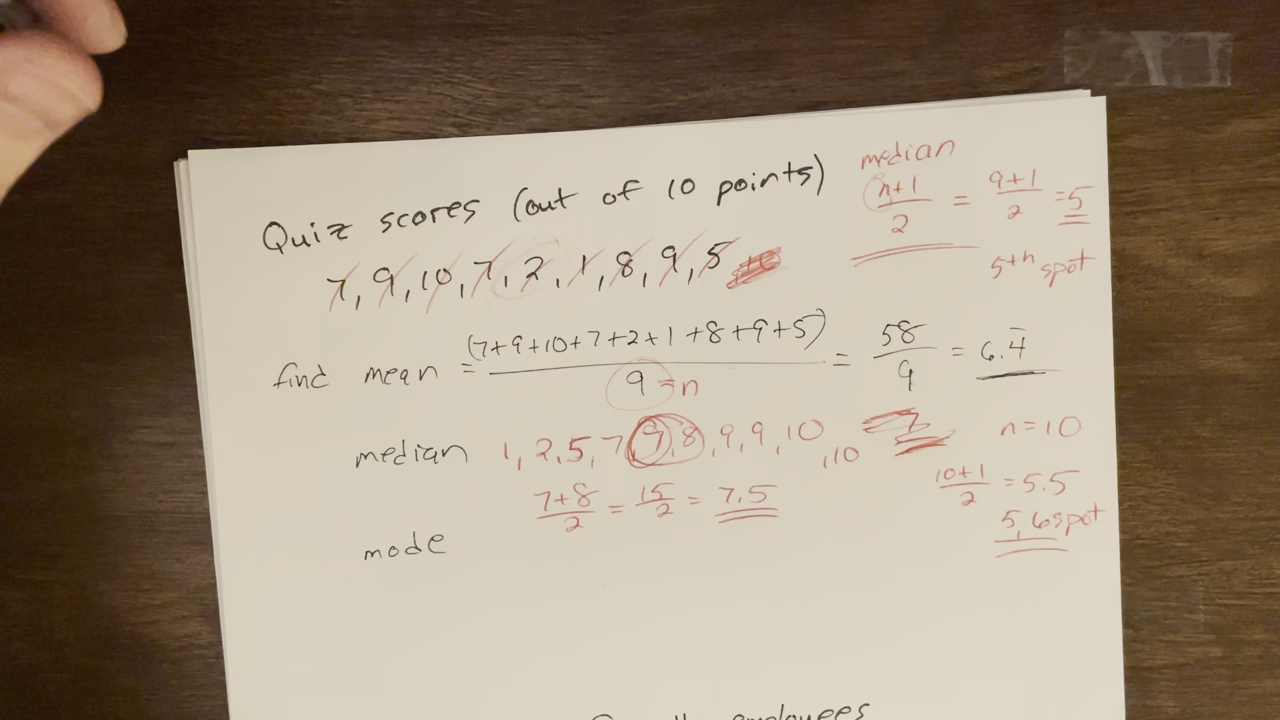 Quiz scores (out of 10 points)
7, 9, 10, 7, 2, 1, 8, 9, 5
median
n+1/2 = 9+1/2 = 5
5th spot
find mean = (7+9+10+7+2+1+8+9+5)/9 = 58/9 = 6.4̅
9 = n
median 1, 2, 5, 7, 7, 8, 9, 9, 10, 10
7+8/2 = 15/2 = 7.5
n=10
10+1/2 = 5.5
5, 6 spot
mode
employees